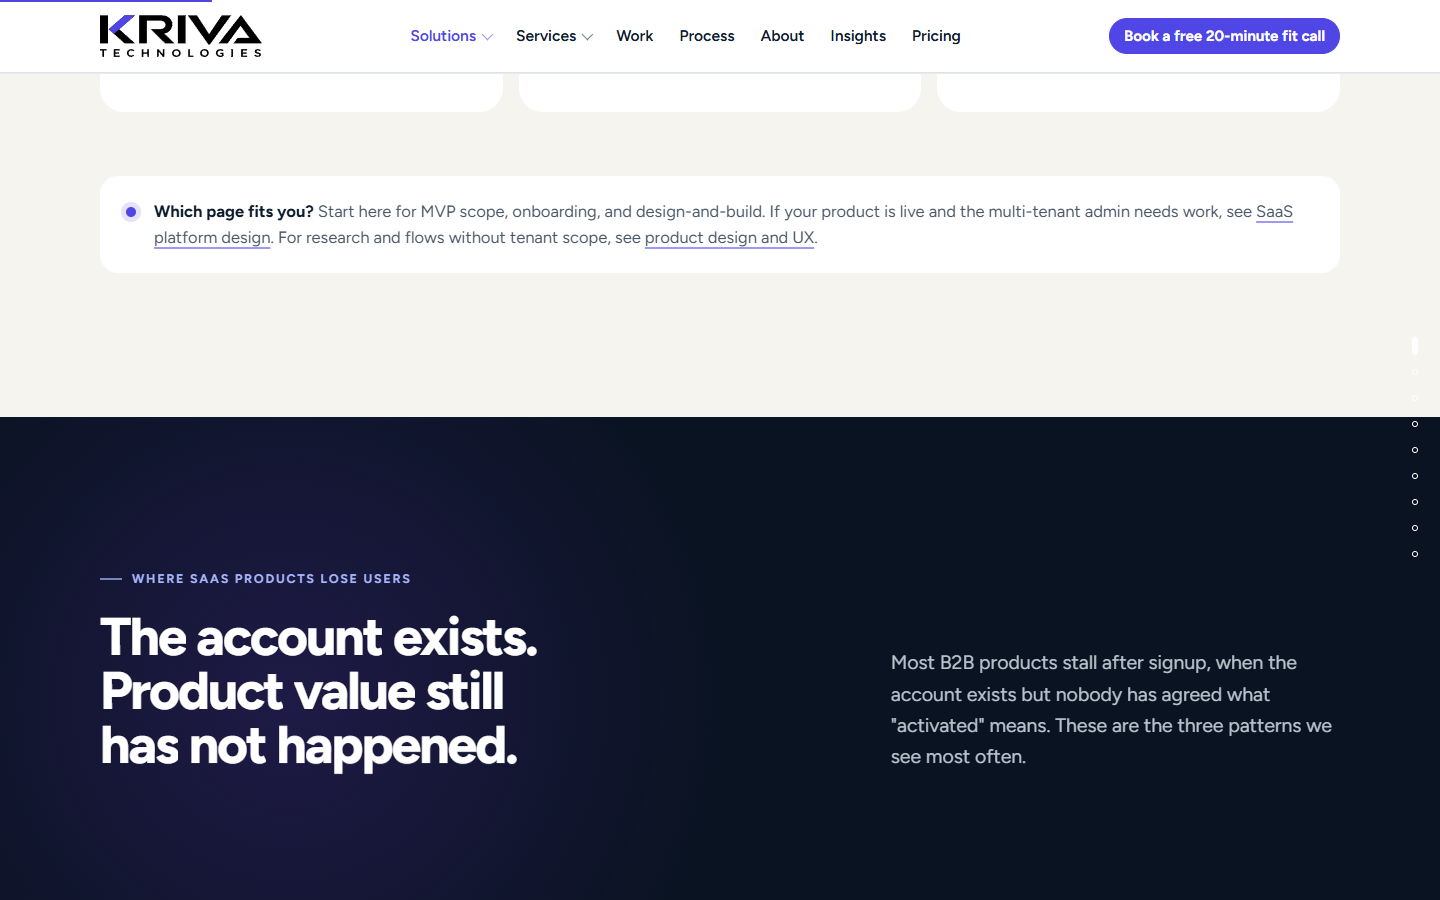 KRIVA
TECHNOLOGIES
Solutions
Services
Work
Process
About
Insights
Pricing
Book a free 20-minute fit call
Which page fits you? Start here for MVP scope, onboarding, and design-and-build. If your product is live and the multi-tenant admin needs work, see SaaS
platform design. For research and flows without tenant scope, see product design and UX.
WHERE SAAS PRODUCTS LOSE USERS
The account exists.
Product value still
has not happened.
Most B2B products stall after signup, when the
account exists but nobody has agreed what
"activated" means. These are the three patterns we
see most often.